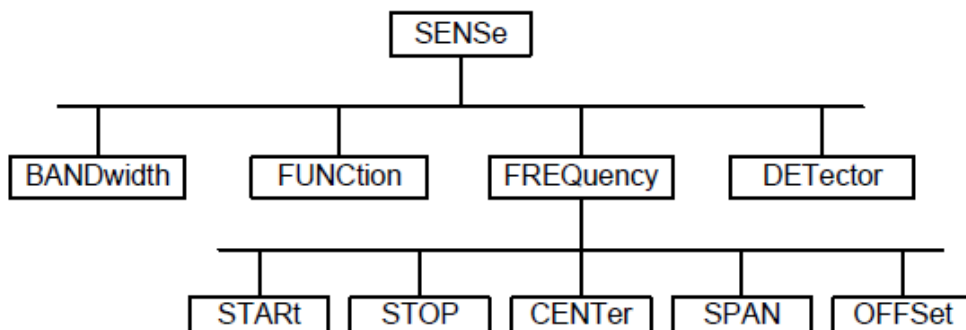 SENSe
BANDwidth FUNCtion FREQuency DETector
STARt STOP CENTer SPAN OFFSet